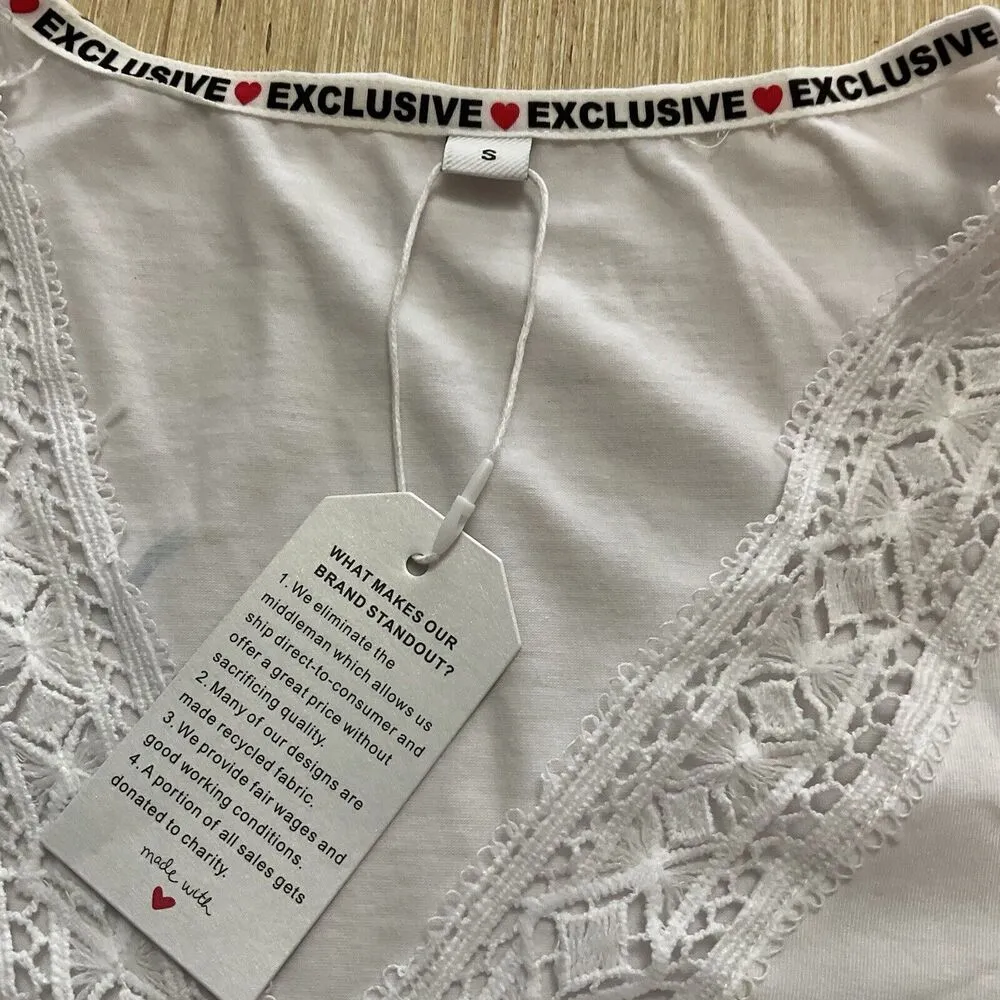 EXCLUSIVE EXCLUSIVE EXCLUSIVE EXCLUSIVE
S
WHAT MAKES OUR
BRAND STANDOUT?
1. We eliminate the
middleman which allows us
ship direct-to-consumer and
offer a great price without
sacrificing quality.
2. Many of our designs are
made recycled fabric.
3. We provide fair wages and
good working conditions.
4. A portion of all sales gets
donated to charity.
made with